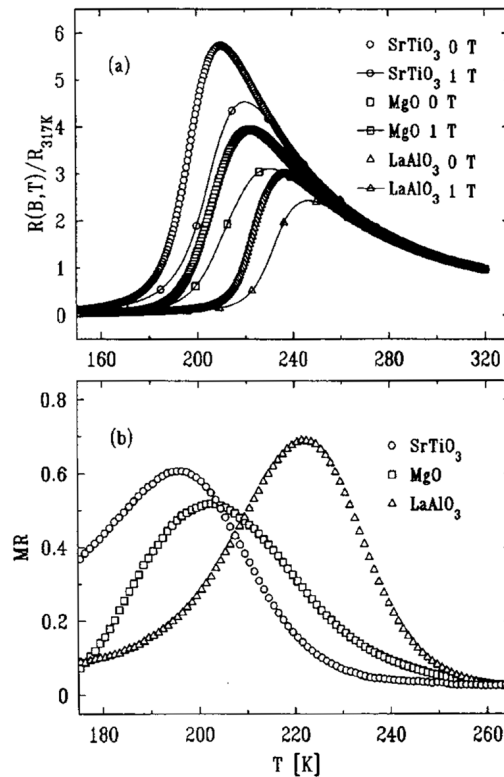 (a)
SrTiO₃ 0 T
SrTiO₃ 1 T
MgO 0 T
MgO 1 T
LaAlO₃ 0 T
LaAlO₃ 1 T
R(B,T)/R₃₁₇K
6
5
4
3
2
1
0
160 200 240 280 320
(b)
SrTiO₃
MgO
LaAlO₃
MR
0.8
0.6
0.4
0.2
0
180 200 220 240 260
T [K]